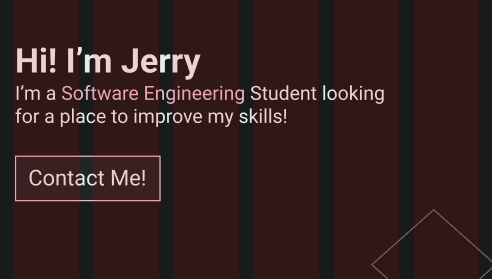 Hi! I’m Jerry
I’m a Software Engineering Student looking
for a place to improve my skills!
Contact Me!